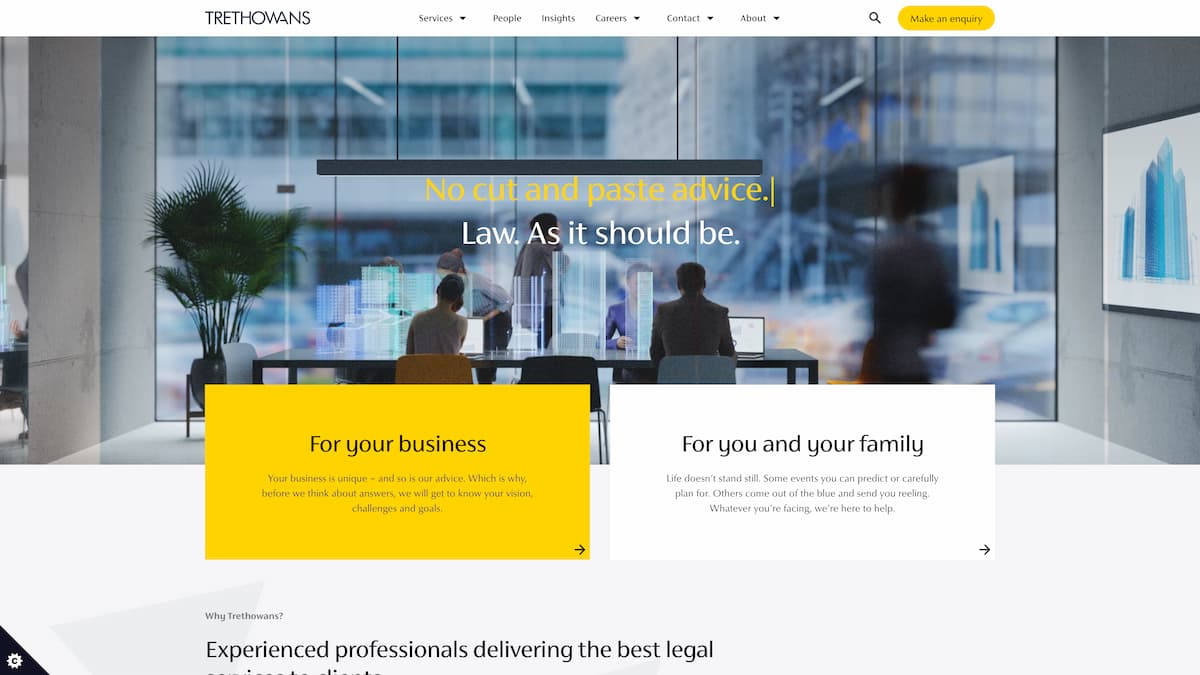 TRETHOWANS
Services
People
Insights
Careers
Contact
About
Make an enquiry
No cut and paste advice.
Law. As it should be.
For your business
Your business is unique – and so is our advice. Which is why,
before we think about answers, we will get to know your vision,
challenges and goals.
For you and your family
Life doesn't stand still. Some events you can predict or carefully
plan for. Others come out of the blue and send you reeling.
Whatever you're facing, we're here to help.
Why Trethowans?
Experienced professionals delivering the best legal
services to clients